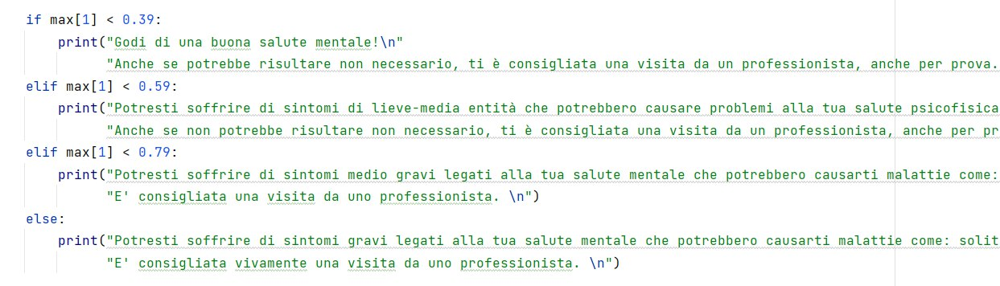 if max[1] < 0.39:
    print("Godi di una buona salute mentale!\n"
          "Anche se potrebbe risultare non necessario, ti è consigliata una visita da un professionista, anche per prova.
elif max[1] < 0.59:
    print("Potresti soffrire di sintomi di lieve-media entità che potrebbero causare problemi alla tua salute psicofisica
          "Anche se non potrebbe risultare non necessario, ti è consigliata una visita da un professionista, anche per pr
elif max[1] < 0.79:
    print("Potresti soffrire di sintomi medio gravi legati alla tua salute mentale che potrebbero causarti malattie come:
          "E' consigliata una visita da uno professionista. \n")
else:
    print("Potresti soffrire di sintomi gravi legati alla tua salute mentale che potrebbero causarti malattie come: solit
          "E' consigliata vivamente una visita da uno professionista. \n")